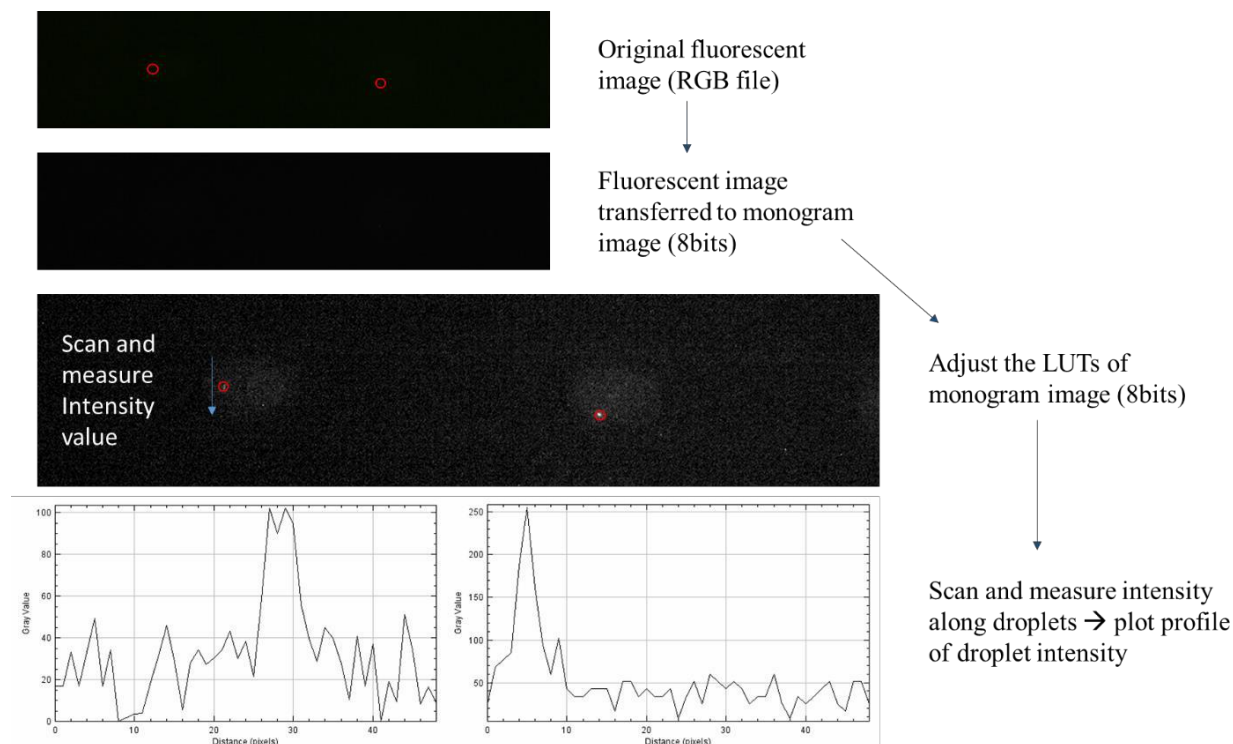 Original fluorescent
image (RGB file)
Fluorescent image
transferred to monogram
image (8bits)
Scan and
measure
Intensity
value
Adjust the LUTs of
monogram image (8bits)
100
80
60
40
20
0
Gray Value
0
10
20
30
40
Distance (pixels)
250
200
150
100
50
Gray Value
0
10
20
30
40
Distance (pixels)
Scan and measure intensity
along droplets → plot profile
of droplet intensity